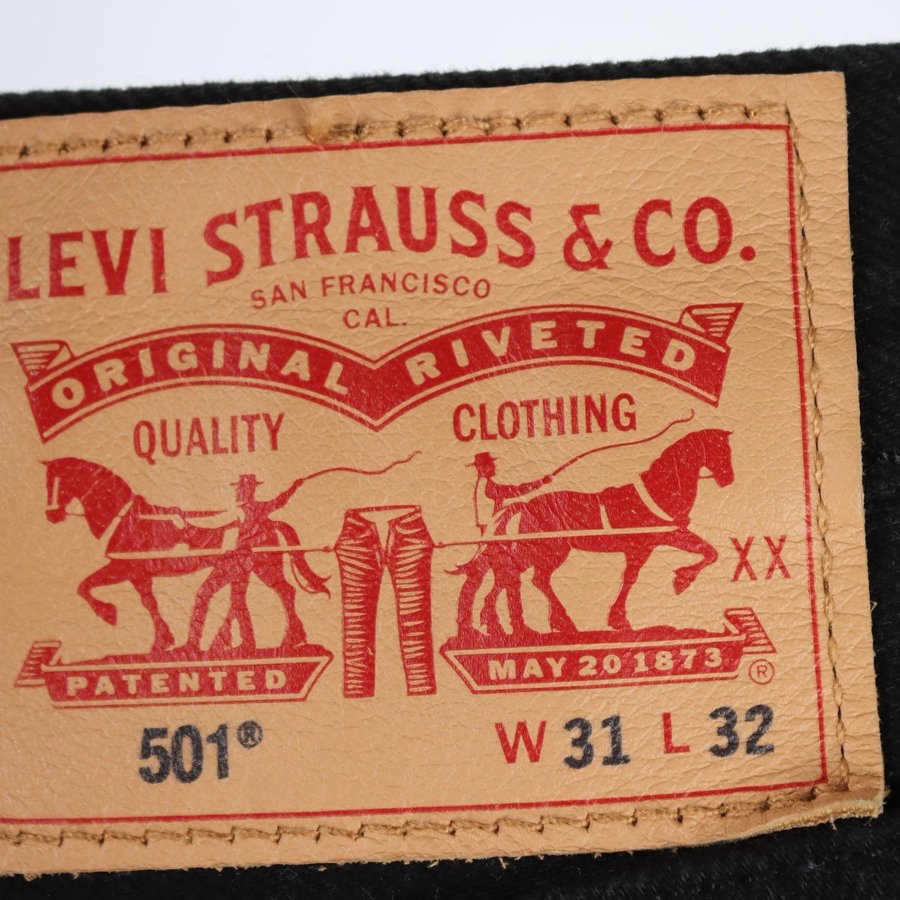 LEVI STRAUSS & CO.
SAN FRANCISCO
CAL.
ORIGINAL RIVETED
QUALITY CLOTHING
XX
PATENTED MAY 20 1873 ®
501® W 31 L 32